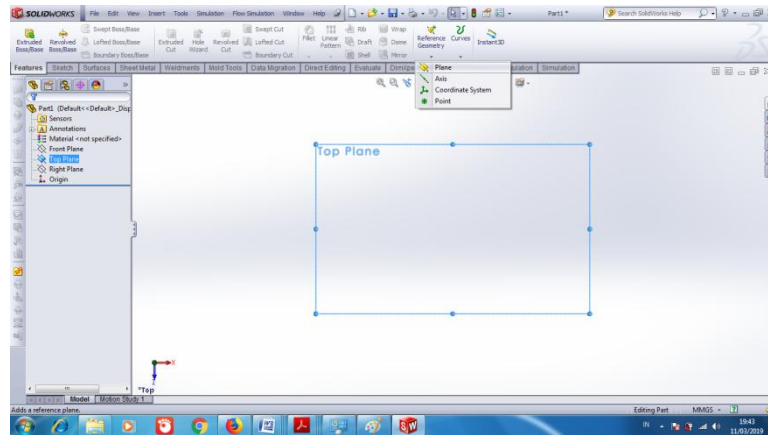 SOLIDWORKS File Edit View Insert Tools Simulation Flow Simulation Window Help Part1 * Search SolidWorks Help
Extruded Boss/Base
Revolved Boss/Base
Swept Boss/Base
Lofted Boss/Base
Boundary Boss/Base
Extruded Cut
Hole Wizard
Revolved Cut
Swept Cut
Lofted Cut
Boundary Cut
Fillet
Linear Pattern
Rib
Draft
Shell
Wrap
Dome
Mirror
Reference Geometry
Curves
Instant3D
Features Sketch Surfaces Sheet Metal Weldments Mold Tools Data Migration Direct Editing Evaluate Simulation
Plane
Axis
Coordinate System
Point
Part1 (Default<<Default>_Disp
Sensors
Annotations
Material <not specified>
Front Plane
Top Plane
Right Plane
Origin
Top Plane
X
*Top
Model Motion Study 1
Adds a reference plane. Editing Part MMGS
IN 19:43
11/03/2019